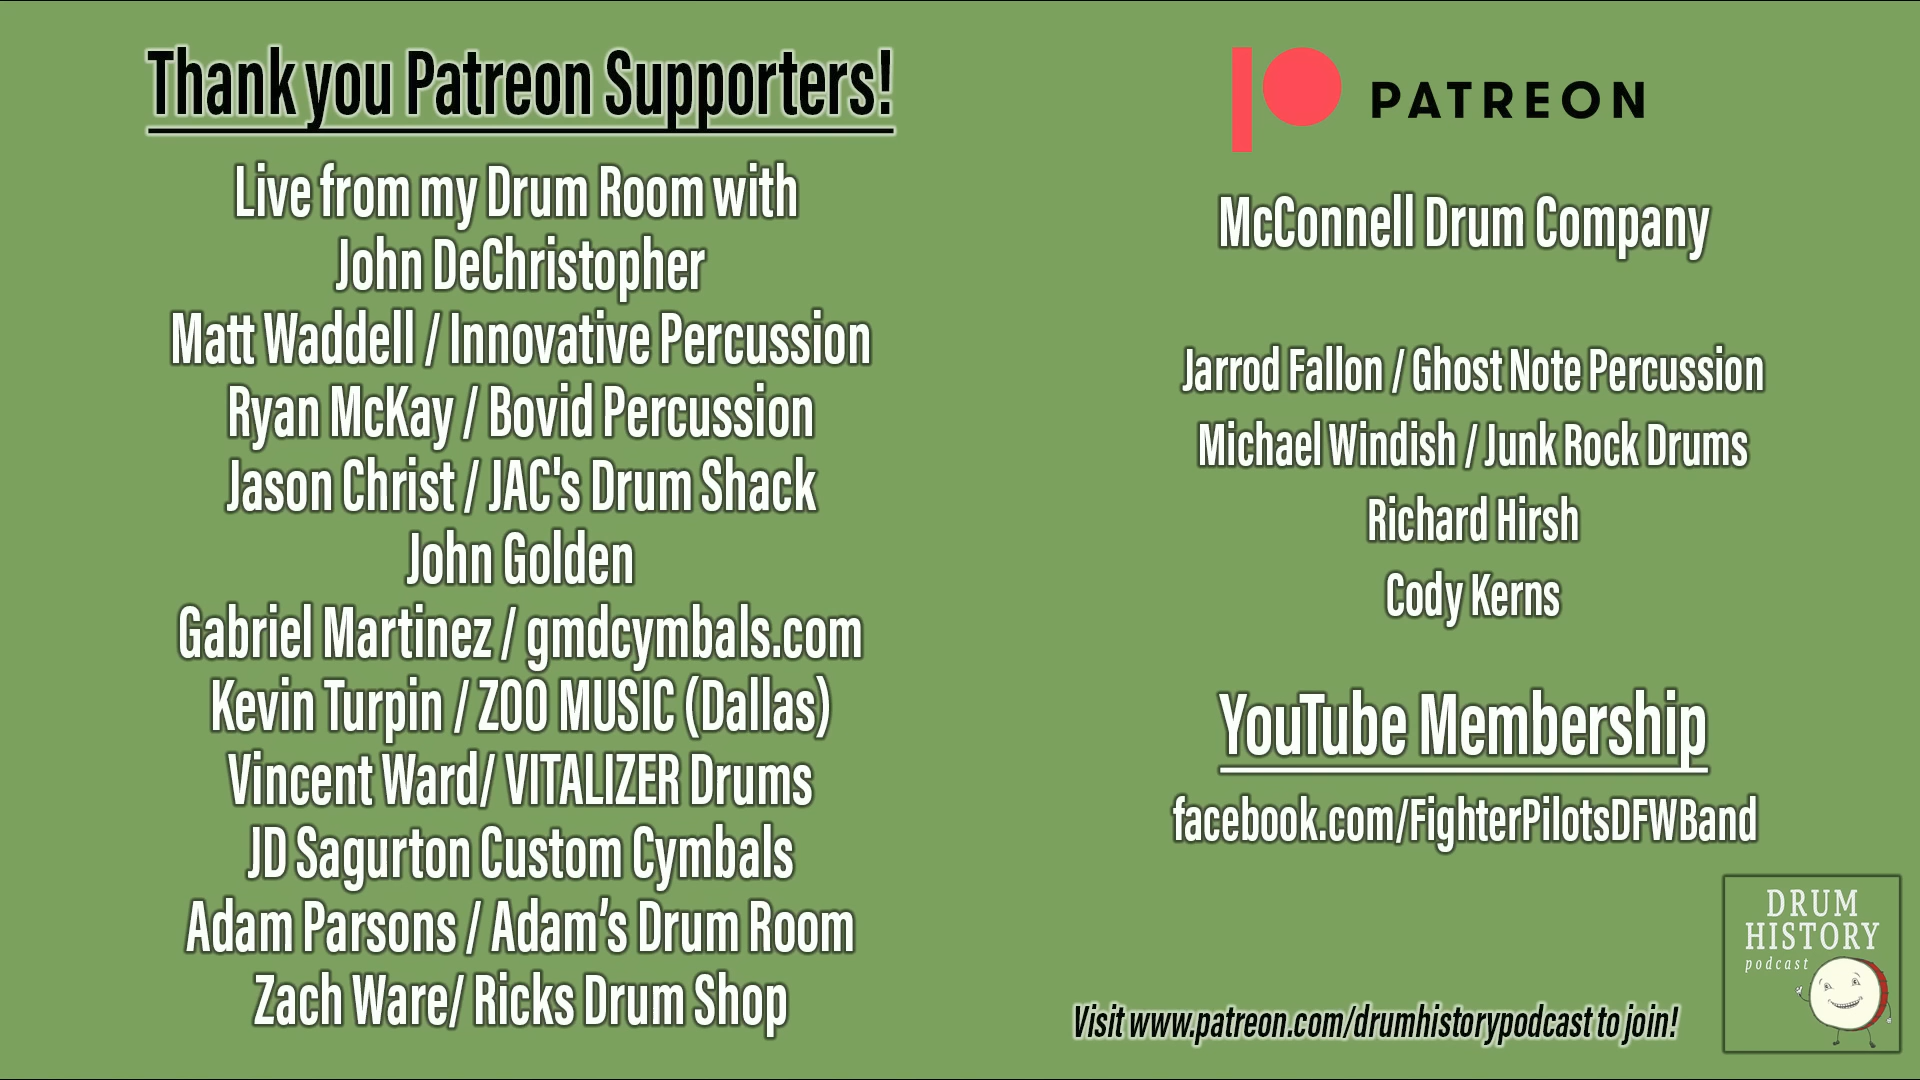 Thank you Patreon Supporters!
Live from my Drum Room with
John DeChristopher
Matt Waddell / Innovative Percussion
Ryan McKay / Bovid Percussion
Jason Christ / JAC's Drum Shack
John Golden
Gabriel Martinez / gmdcymbals.com
Kevin Turpin / ZOO MUSIC (Dallas)
Vincent Ward/ VITALIZER Drums
JD Sagurton Custom Cymbals
Adam Parsons / Adam’s Drum Room
Zach Ware/ Ricks Drum Shop
PATREON
McConnell Drum Company
Jarrod Fallon / Ghost Note Percussion
Michael Windish / Junk Rock Drums
Richard Hirsh
Cody Kerns
YouTube Membership
facebook.com/FighterPilotsDFWBand
DRUM
HISTORY
podcast
Visit www.patreon.com/drumhistorypodcast to join!